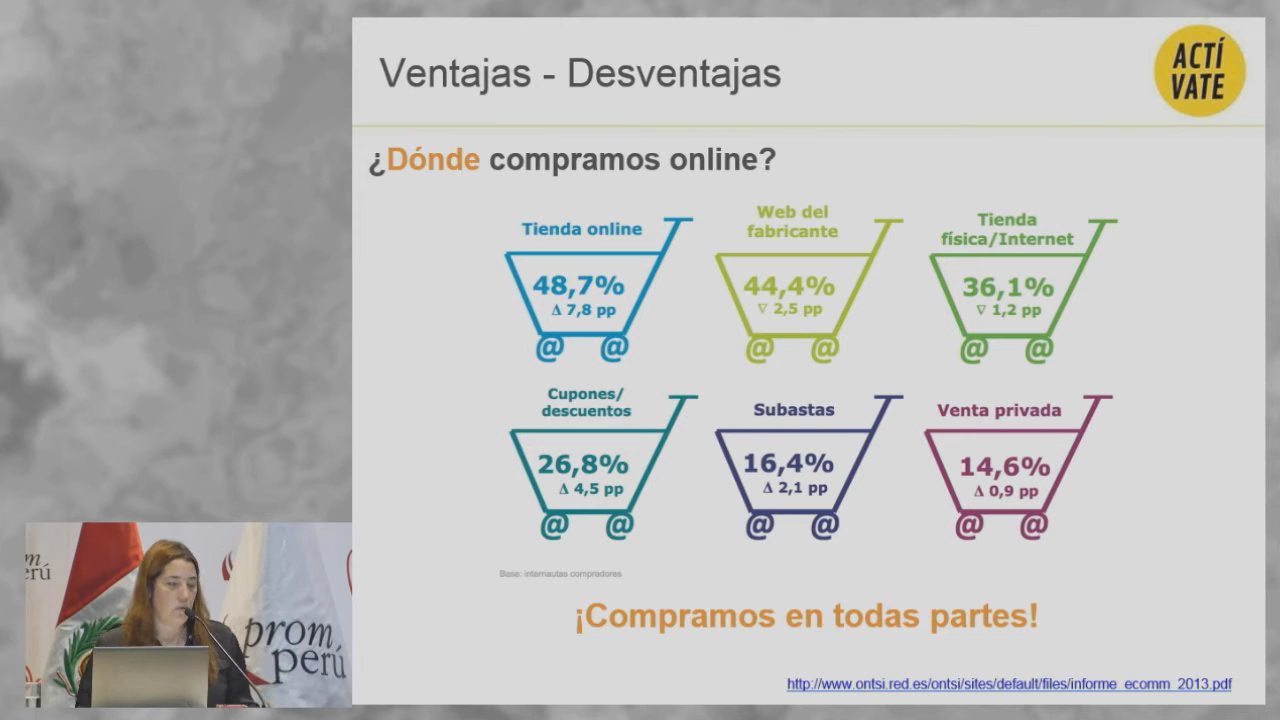 Ventajas - Desventajas
ACTÍ
VATE
¿Dónde compramos online?
Tienda online
48,7%
Δ 7,8 pp
@ @
Web del
fabricante
44,4%
∇ 2,5 pp
@ @
Tienda
física/Internet
36,1%
∇ 1,2 pp
@ @
Cupones/
descuentos
26,8%
Δ 4,5 pp
@ @
Subastas
16,4%
Δ 2,1 pp
@ @
Venta privada
14,6%
Δ 0,9 pp
@ @
Base: internautas compradores
¡Compramos en todas partes!
http://www.ontsi.red.es/ontsi/sites/default/files/informe_ecomm_2013.pdf
m
erú
prom
perú